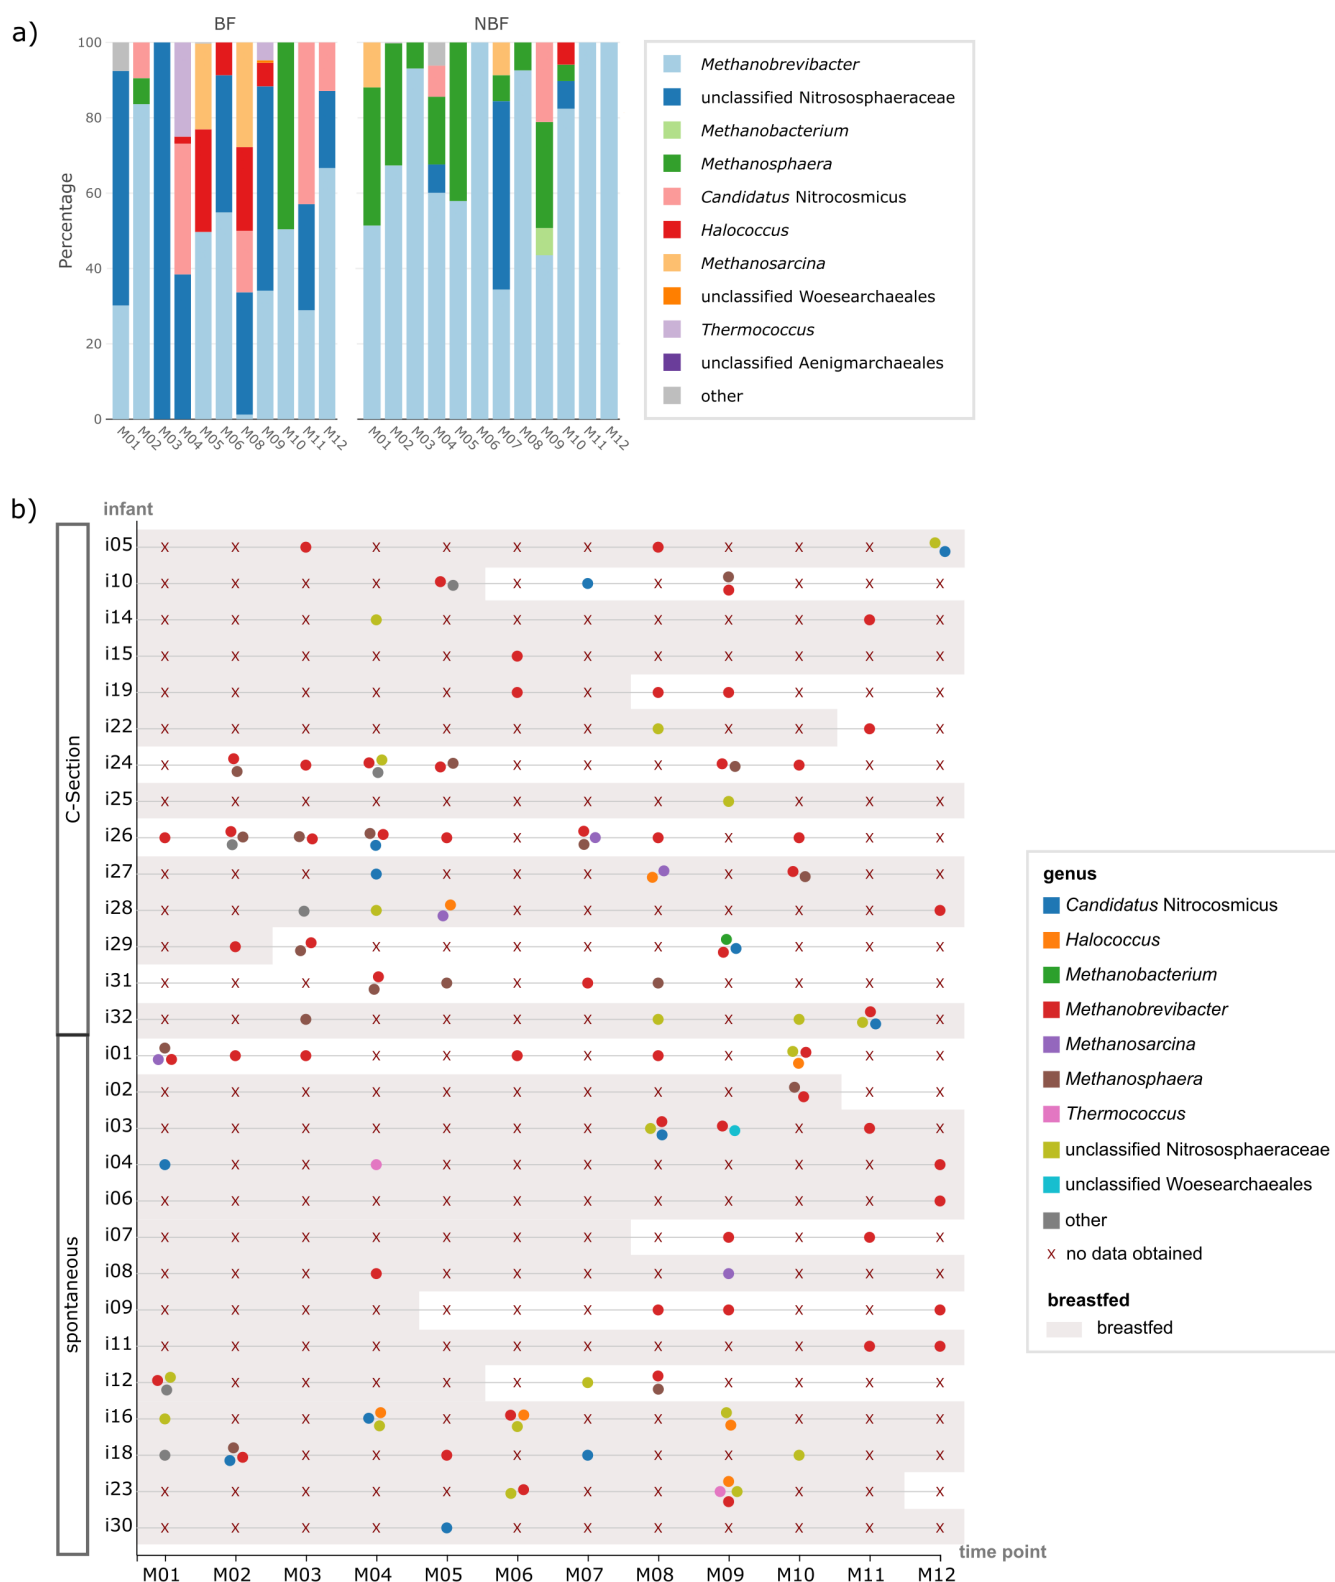 a)
BF
NBF
Percentage
100
80
60
40
20
0
M01
M02
M03
M04
M05
M06
M08
M09
M10
M11
M12
M01
M02
M03
M04
M05
M06
M07
M08
M09
M10
M11
M12
Methanobrevibacter
unclassified Nitrososphaeraceae
Methanobacterium
Methanosphaera
Candidatus Nitrocosmicus
Halococcus
Methanosarcina
unclassified Woesearchaeales
Thermococcus
unclassified Aenigmarchaeales
other
b)
infant
C-Section
spontaneous
i05 X X X X X X X X X
i10 X X X X X X X X X
i14 X X X X X X X X X X
i15 X X X X X X X X X X X
i19 X X X X X X X X X
i22 X X X X X X X X X X
i24 X X X X X X
i25 X X X X X X X X X X X
i26 X X X X
i27 X X X X X X X X X
i28 X X X X X X X X
i29 X X X X X X X X X
i31 X X X X X X X X
i32 X X X X X X X X
i01 X X X X X X
i02 X X X X X X X X X X X
i03 X X X X X X X X X
i04 X X X X X X X X X
i06 X X X X X X X X X X X
i07 X X X X X X X X X X
i08 X X X X X X X X X X
i09 X X X X X X X X X
i11 X X X X X X X X X X
i12 X X X X X X X X X
i16 X X X X X X X X
i18 X X X X X X X
i23 X X X X X X X X X X
i30 X X X X X X X X X X X
time point
M01 M02 M03 M04 M05 M06 M07 M08 M09 M10 M11 M12
genus
Candidatus Nitrocosmicus
Halococcus
Methanobacterium
Methanobrevibacter
Methanosarcina
Methanosphaera
Thermococcus
unclassified Nitrososphaeraceae
unclassified Woesearchaeales
other
X no data obtained
breastfed
breastfed